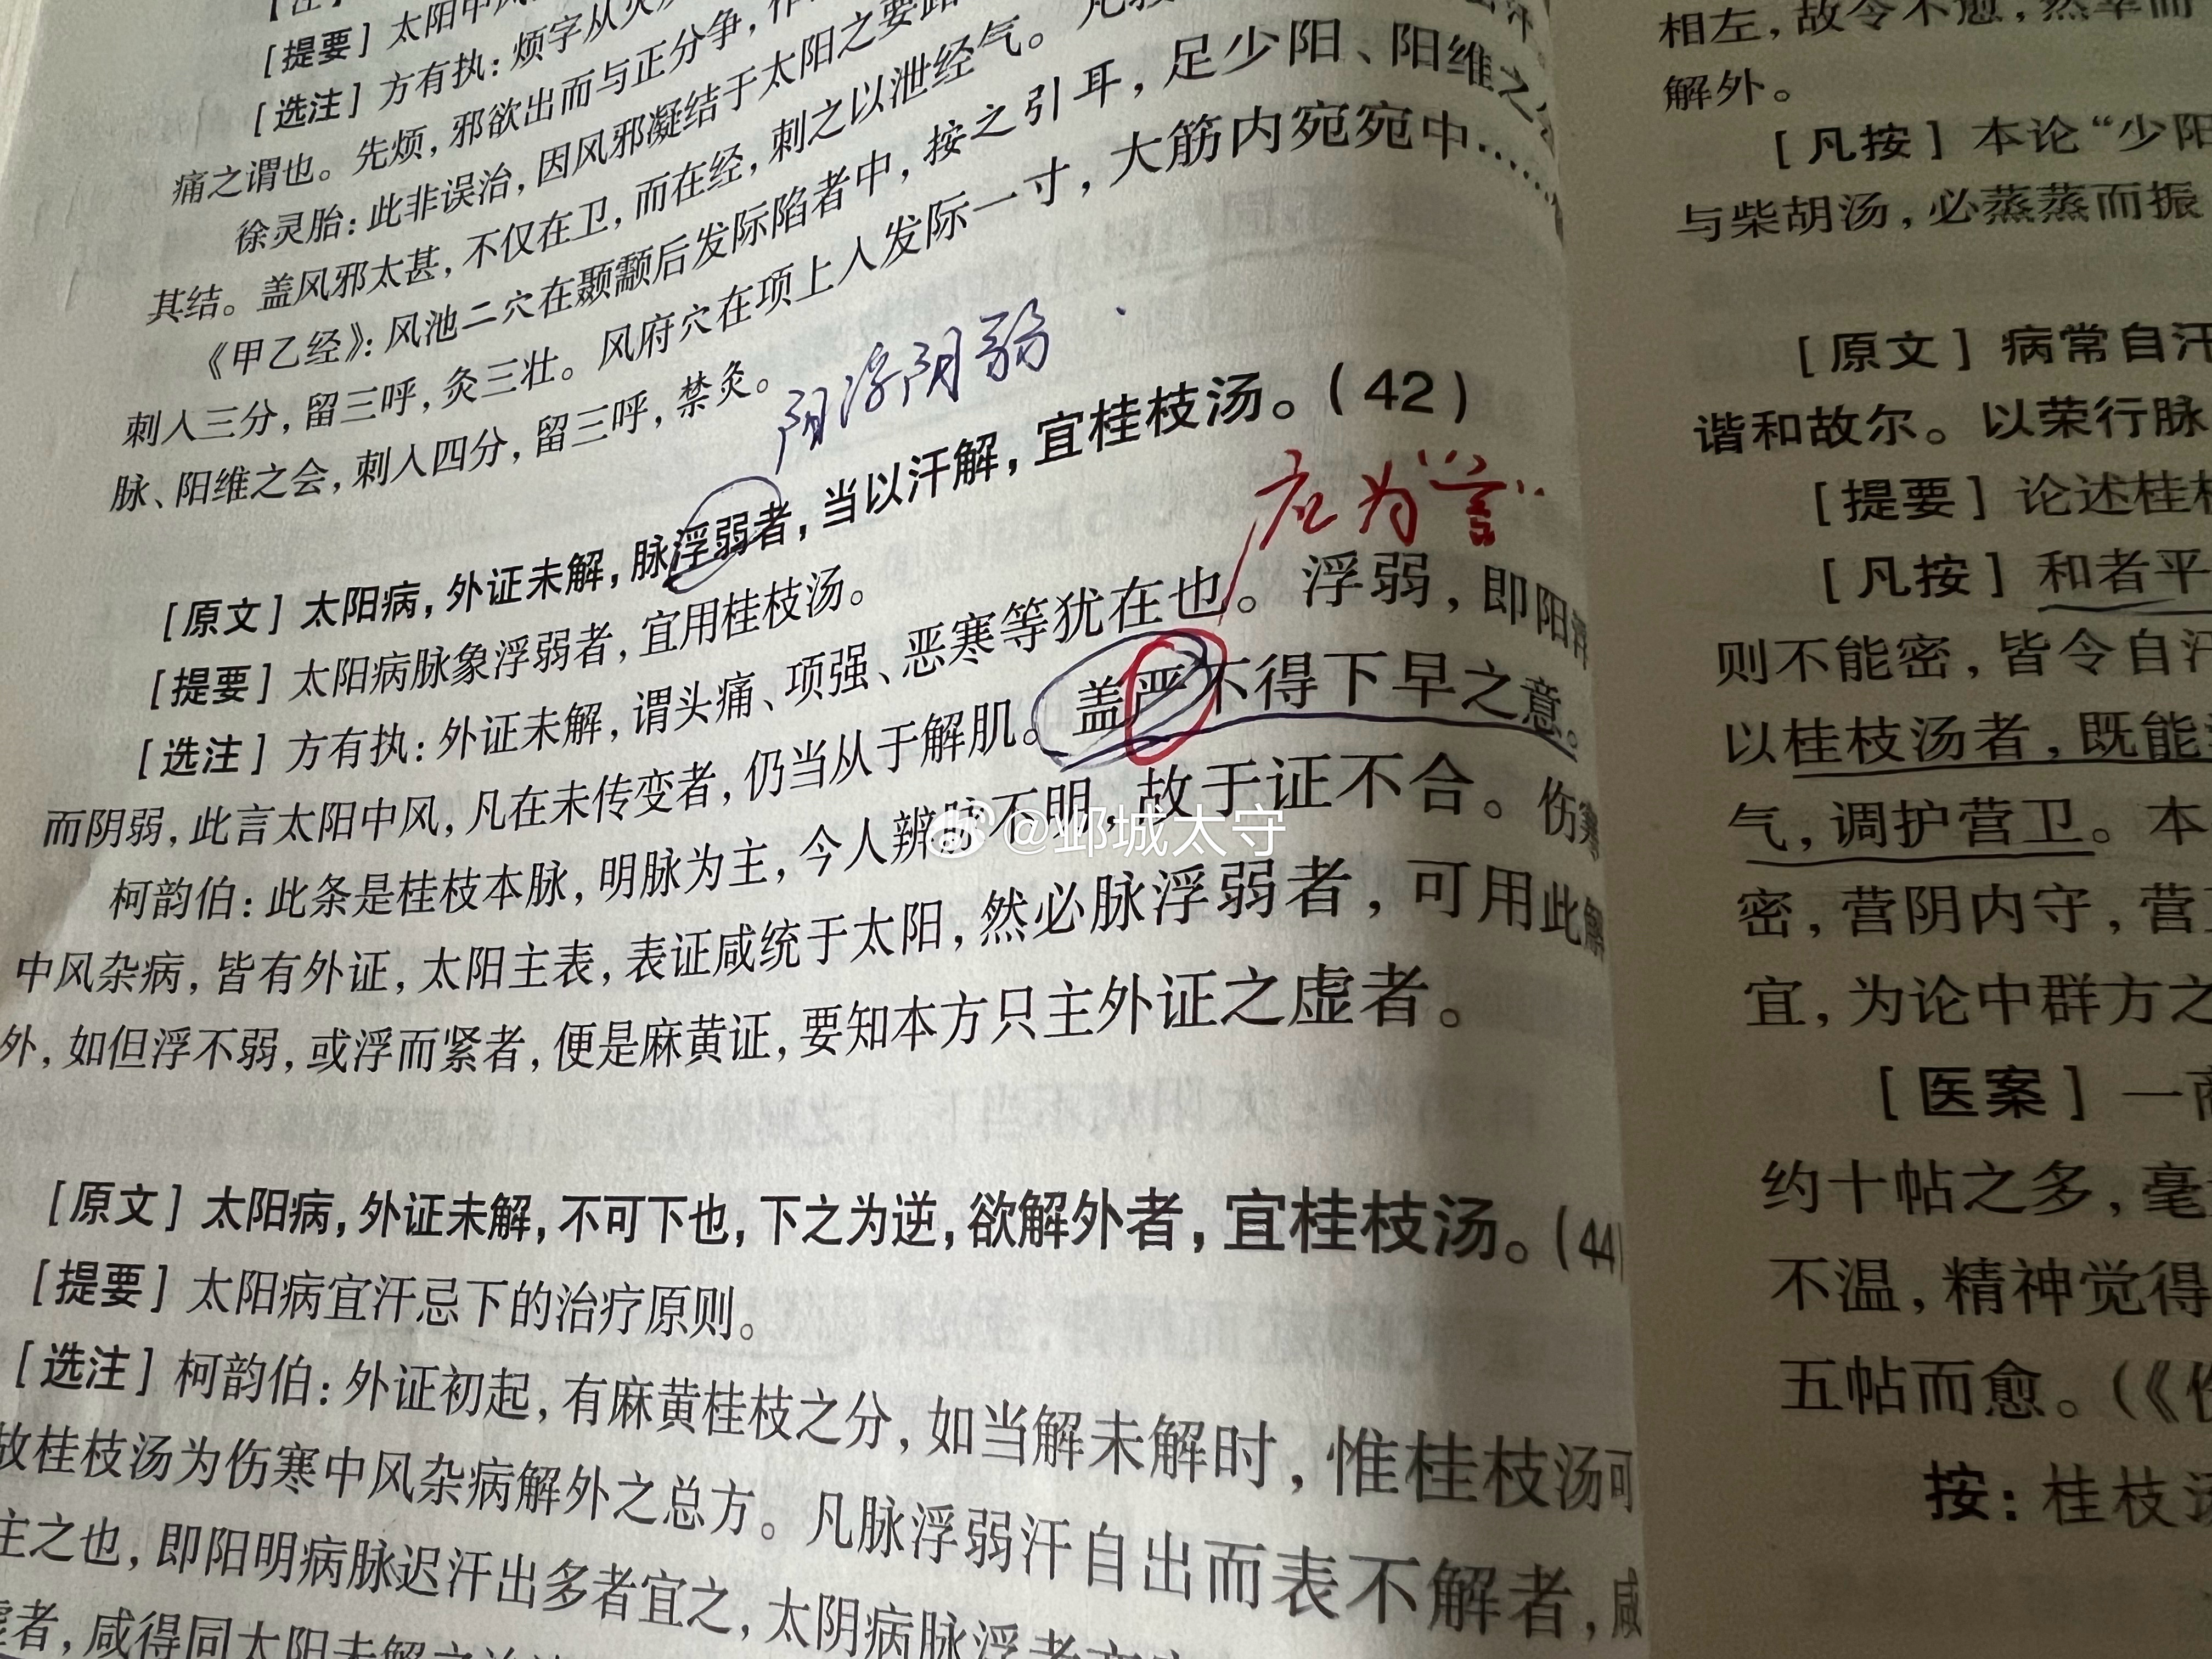 [提要] 太阳中风
[选注] 方有执：烦字从火
痛之谓也。先烦，邪欲出而与正分争，
徐灵胎：此非误治，因风邪凝结于太阳之要路
其结。盖风邪太甚，不仅在卫，而在经，刺之以泄经气。
《甲乙经》：风池二穴在颞颥后发际陷者中，按之引耳，足少阳、阳维之
刺人三分，留三呼，灸三壮。风府穴在项上人发际一寸，大筋内宛宛中……
脉、阳维之会，刺人四分，留三呼，禁灸。
阳浮阴弱
[原文] 太阳病，外证未解，脉浮弱者，当以汗解，宜桂枝汤。(42)
应为“言”
[提要] 太阳病脉象浮弱者，宜用桂枝汤。
[选注] 方有执：外证未解，谓头痛、项强、恶寒等犹在也。浮弱，即阳浮
而阴弱，此言太阳中风，凡在未传变者，仍当从于解肌。盖严不得下早之意。
柯韵伯：此条是桂枝本脉，明脉为主，今人辨脉不明，故于证不合。伤寒
中风杂病，皆有外证，太阳主表，表证咸统于太阳，然必脉浮弱者，可用此解
外，如但浮不弱，或浮而紧者，便是麻黄证，要知本方只主外证之虚者。
[原文] 太阳病，外证未解，不可下也，下之为逆，欲解外者，宜桂枝汤。(44)
[提要] 太阳病宜汗忌下的治疗原则。
[选注] 柯韵伯：外证初起，有麻黄桂枝之分，如当解未解时，惟桂枝汤可
故桂枝汤为伤寒中风杂病解外之总方。凡脉浮弱汗自出而表不解者，咸
主之也，即阳明病脉迟汗出多者宜之，太阴病脉浮者亦
虚者，咸得同太阳未解之治法
@邺城太守
相左，故令不愈，然卒而
解外。
[凡按] 本论“少阳
与柴胡汤，必蒸蒸而振
[原文] 病常自汗
谐和故尔。以荣行脉
[提要] 论述桂枝
[凡按] 和者平
则不能密，皆令自汗
以桂枝汤者，既能
气，调护营卫。本
密，营阴内守，营
宜，为论中群方之
[医案] 一商
约十帖之多，毫
不温，精神觉得
五帖而愈。(《伤
按：桂枝汤